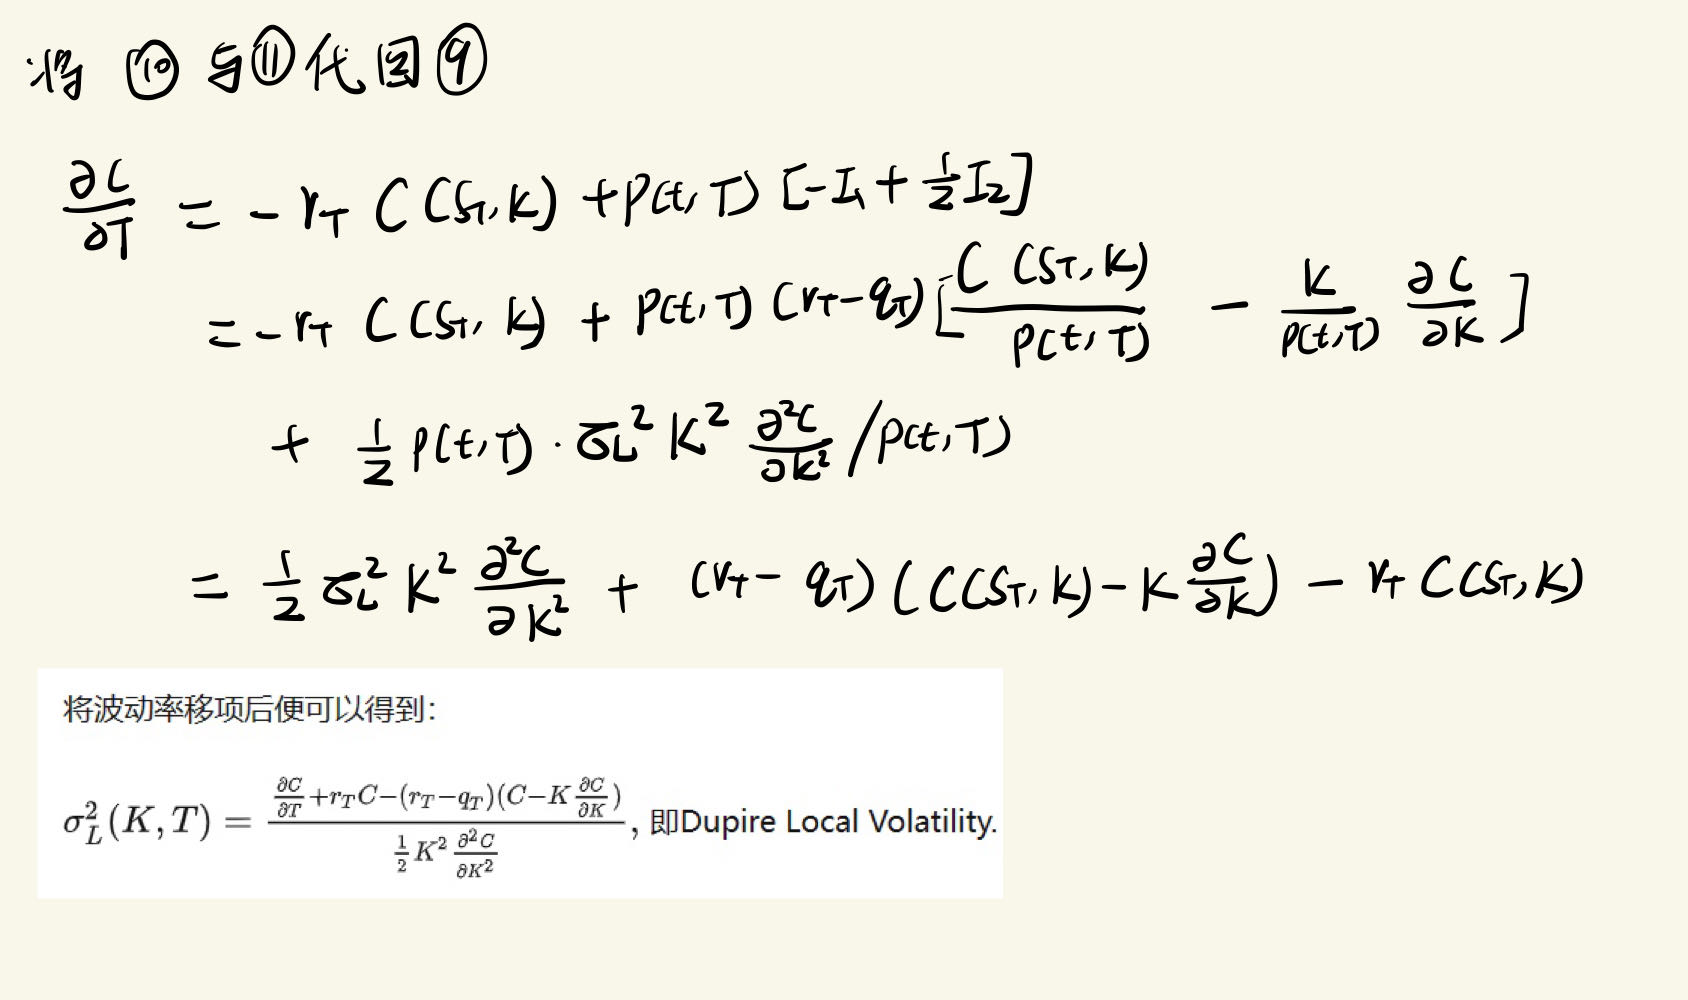 将 ⑩ 与 ⑪ 代回 ⑨
∂C/∂T = - r_T C(S_T, K) + P(t, T) [-I_1 + 1/2 I_2]
= - r_T C(S_T, K) + P(t, T) (r_T - q_T) [C(S_T, K)/P(t, T) - K/P(t, T) ∂C/∂K]
+ 1/2 P(t, T) · σ_L² K² ∂²C/∂K² / P(t, T)
= 1/2 σ_L² K² ∂²C/∂K² + (r_T - q_T) (C(S_T, K) - K ∂C/∂K) - r_T C(S_T, K)
将波动率移项后便可以得到：
σ_L²(K, T) = (∂C/∂T + r_T C - (r_T - q_T)(C - K ∂C/∂K)) / (1/2 K² ∂²C/∂K²), 即Dupire Local Volatility.